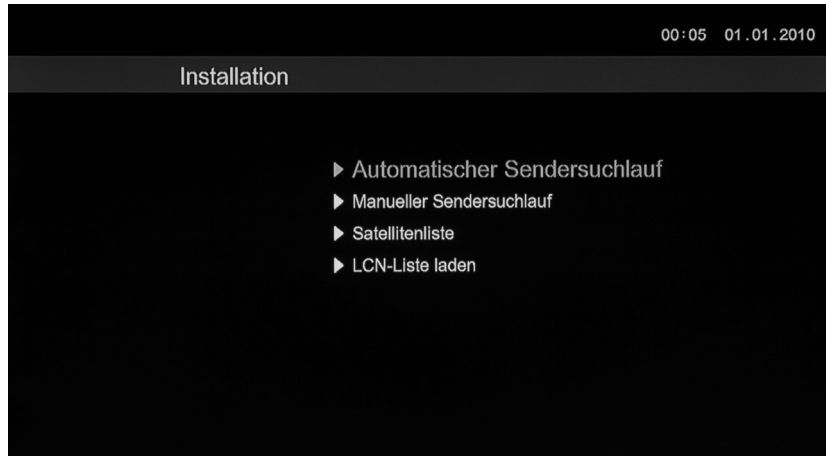 00:05 01.01.2010
Installation
Automatischer Sendersuchlauf
Manueller Sendersuchlauf
Satellitenliste
LCN-Liste laden